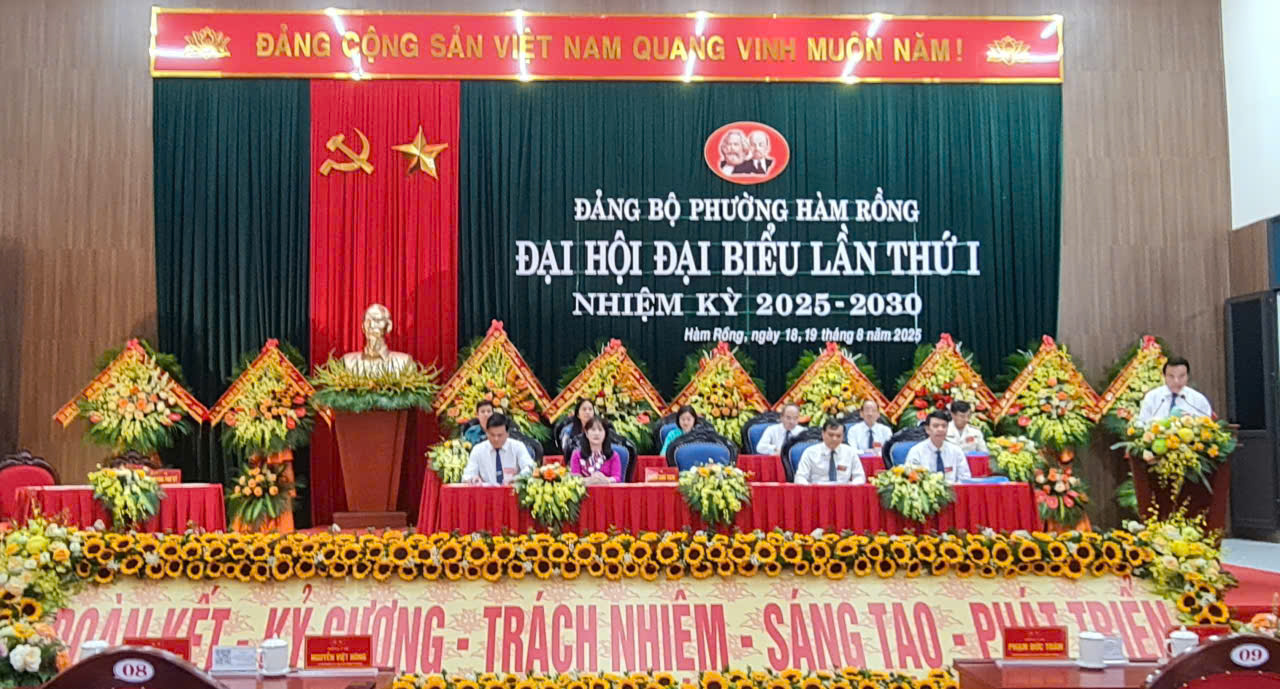 ĐẢNG CỘNG SẢN VIỆT NAM QUANG VINH MUÔN NĂM!
ĐẢNG BỘ PHƯỜNG HÀM RỒNG
ĐẠI HỘI ĐẠI BIỂU LẦN THỨ I
NHIỆM KỲ 2025-2030
Hàm Rồng, ngày 18, 19 tháng 8 năm 2025
ĐOÀN KẾT - KỶ CƯƠNG - TRÁCH NHIỆM - SÁNG TẠO - PHÁT TRIỂN
NGUYỄN VIỆT HÙNG
PHẠM ĐỨC TOÀN
08
09